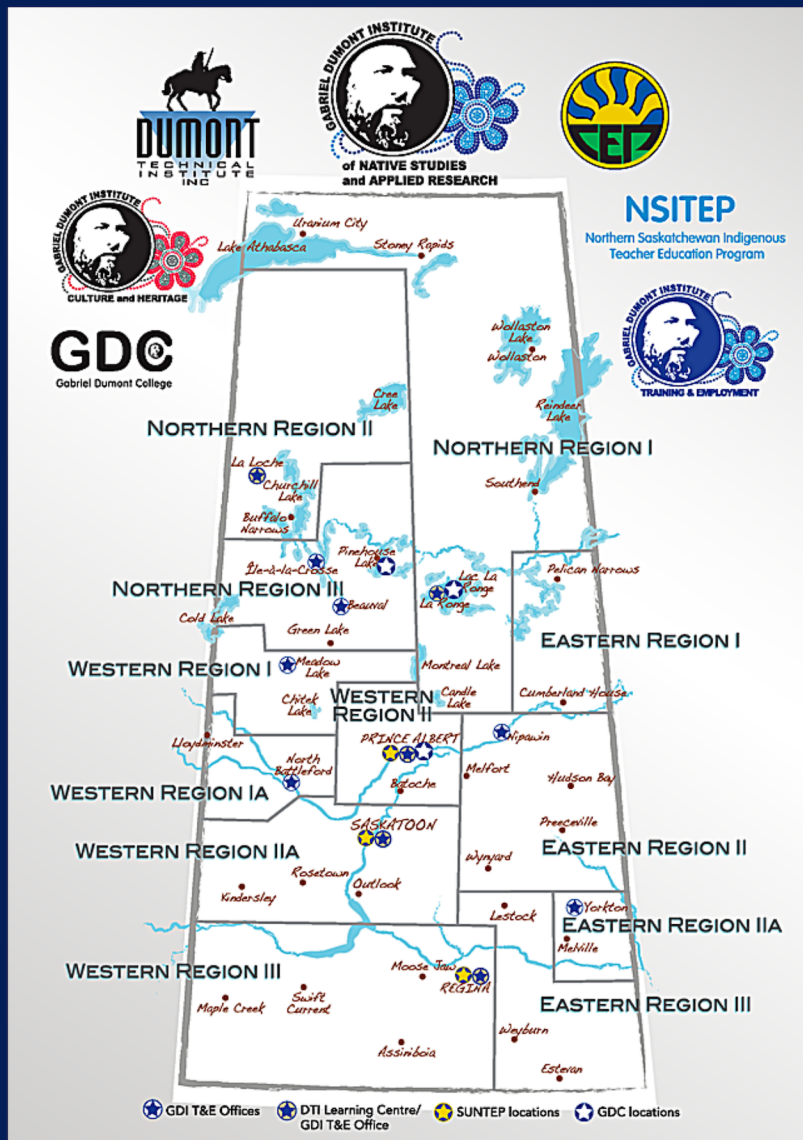 DUMONT
TECHNICAL
INSTITUTE
INC
GABRIEL DUMONT INSTITUTE
of NATIVE STUDIES
and APPLIED RESEARCH
GABRIEL DUMONT INSTITUTE
CULTURE and HERITAGE
NSITEP
Northern Saskatchewan Indigenous
Teacher Education Program
GDC
Gabriel Dumont College
GABRIEL DUMONT INSTITUTE
TRAINING & EMPLOYMENT
Uranium City
Lake Athabasca
Stoney Rapids
Wollaston
Lake
Wollaston
Cree
Lake
Reindeer
Lake
NORTHERN REGION II
NORTHERN REGION I
La Loche
Churchill
Lake
Southend
Buffalo
Narrows
Pinehouse
Lake
Île-à-la-Crosse
Lac La
Ronge
La Ronge
Pelican Narrows
NORTHERN REGION III
Beauval
Cold Lake
Green Lake
EASTERN REGION I
WESTERN REGION I
Meadow
Lake
Montreal Lake
Chitek
Lake
WESTERN
REGION II
Candle
Lake
Cumberland House
Lloydminster
PRINCE ALBERT
Nipawin
North
Battleford
Batoche
Melfort
Hudson Bay
WESTERN REGION IA
SASKATOON
Preeceville
WESTERN REGION IIA
EASTERN REGION II
Wynyard
Rosetown
Kindersley
Outlook
Lestock
Yorkton
EASTERN REGION IIA
Melville
WESTERN REGION III
Moose Jaw
REGINA
Maple Creek
Swift
Current
EASTERN REGION III
Weyburn
Assiniboia
Estevan
GDI T&E Offices
DTI Learning Centre/
GDI T&E Office
SUNTEP locations
GDC locations